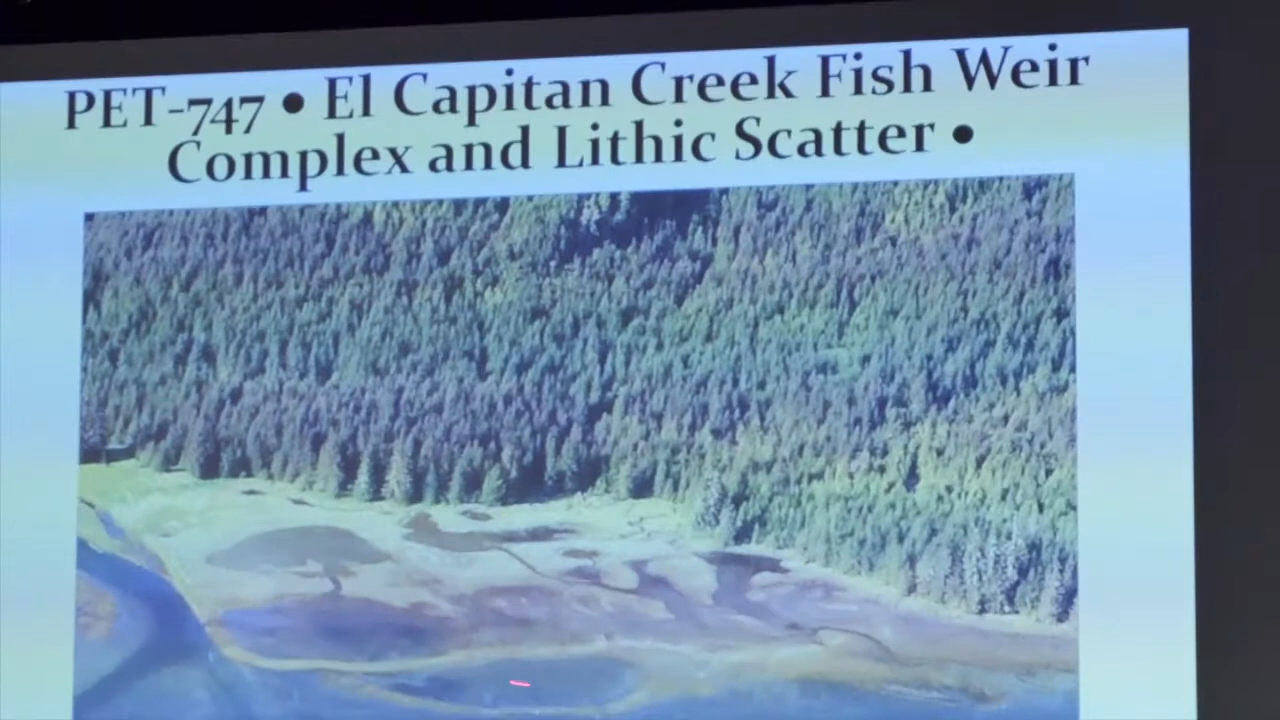 PET-747 • El Capitan Creek Fish Weir
Complex and Lithic Scatter •